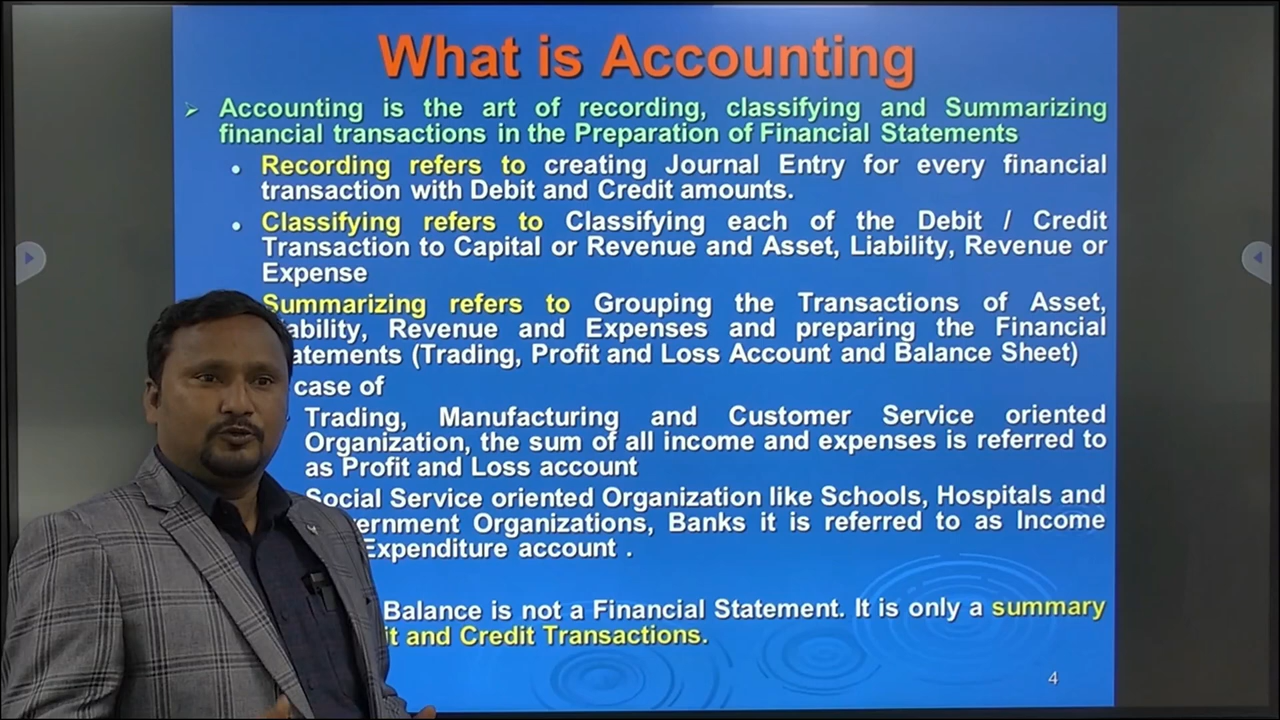 What is Accounting
Accounting is the art of recording, classifying and Summarizing
financial transactions in the Preparation of Financial Statements
Recording refers to creating Journal Entry for every financial
transaction with Debit and Credit amounts.
Classifying refers to Classifying each of the Debit / Credit
Transaction to Capital or Revenue and Asset, Liability, Revenue or
Expense
Summarizing refers to Grouping the Transactions of Asset,
Revenue and Expenses and preparing the Financial
(Trading, Profit and Loss Account and Balance Sheet)
case of
Trading, Manufacturing and Customer Service oriented
Organization, the sum of all income and expenses is referred to
as Profit and Loss account
Social Service oriented Organization like Schools, Hospitals and
Organizations, Banks it is referred to as Income
Expenditure account .
Balance is not a Financial Statement. It is only a summary
and Credit Transactions.
4